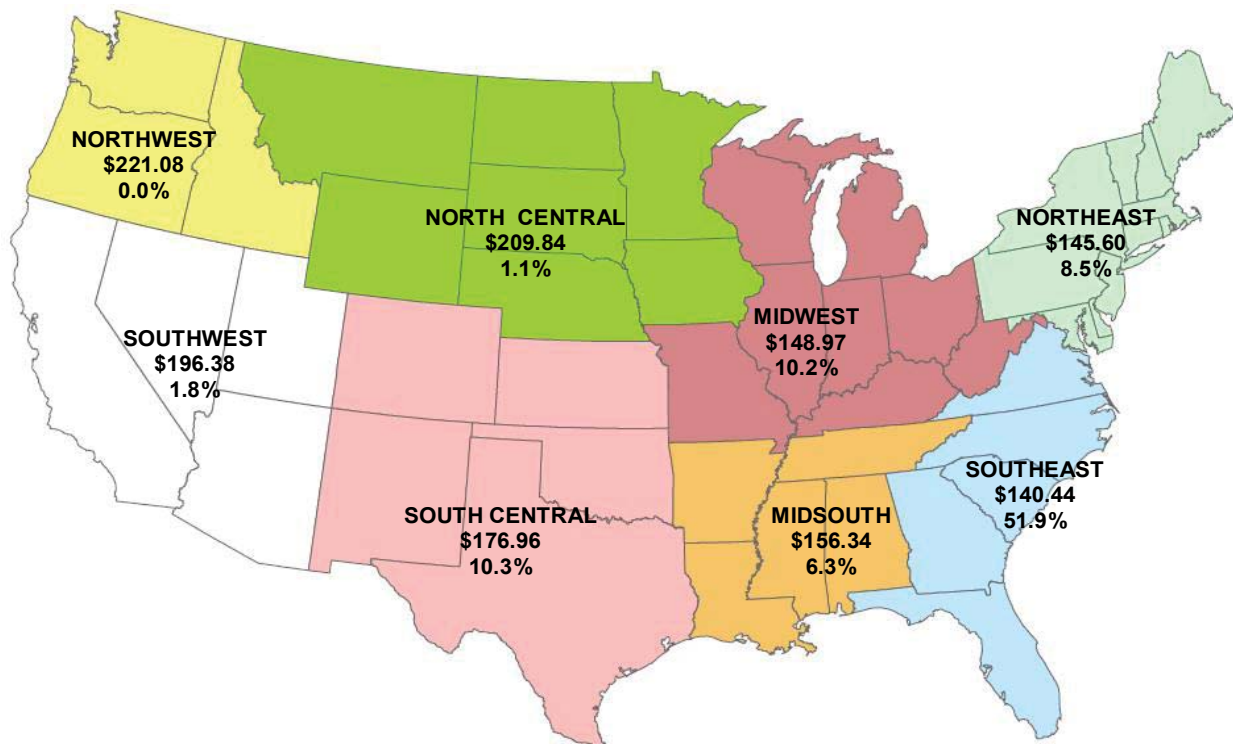 NORTHWEST
$221.08
0.0%
NORTH CENTRAL
$209.84
1.1%
NORTHEAST
$145.60
8.5%
SOUTHWEST
$196.38
1.8%
MIDWEST
$148.97
10.2%
SOUTHEAST
$140.44
51.9%
SOUTH CENTRAL
$176.96
10.3%
MIDSOUTH
$156.34
6.3%